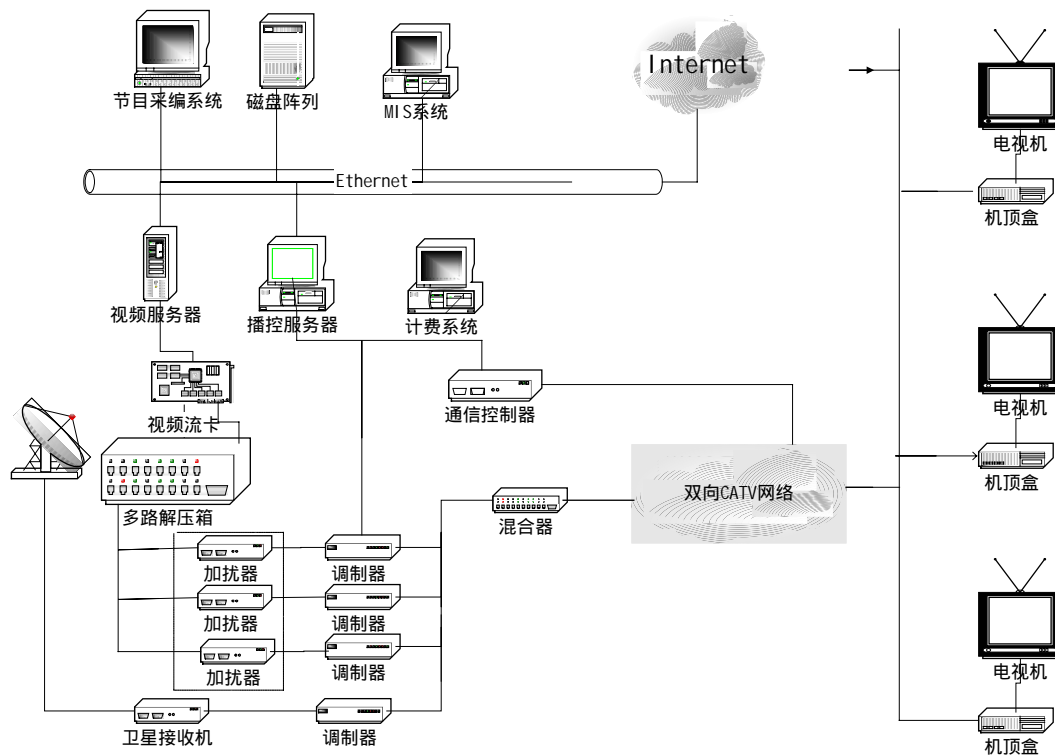 Internet
节目采编系统
磁盘阵列
MIS系统
电视机
Ethernet
机顶盒
视频服务器
播控服务器
计费系统
通信控制器
电视机
视频流卡
机顶盒
双向CATV网络
多路解压箱
混合器
加扰器
调制器
加扰器
调制器
加扰器
调制器
电视机
卫星接收机
调制器
机顶盒